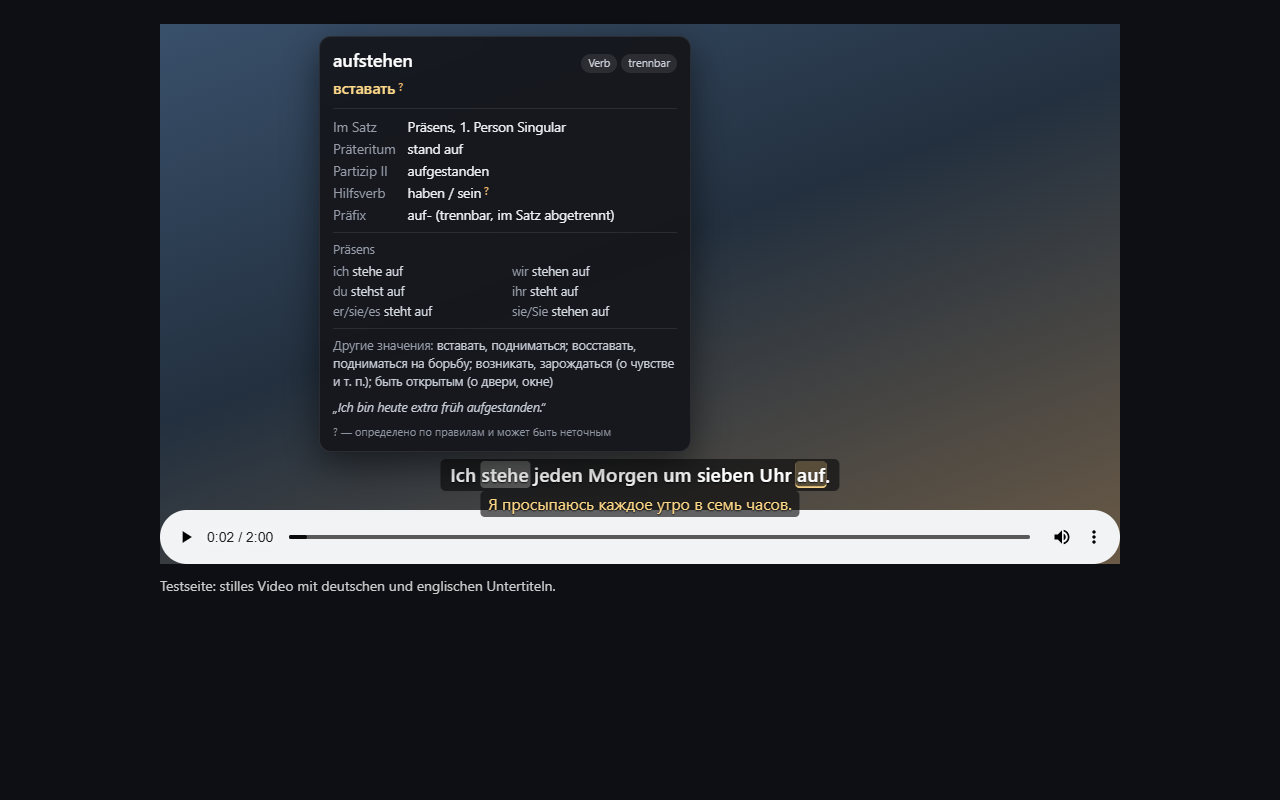 aufstehen Verb trennbar
вставать ?
Im Satz Präsens, 1. Person Singular
Präteritum stand auf
Partizip II aufgestanden
Hilfsverb haben / sein ?
Präfix auf- (trennbar, im Satz abgetrennt)
Präsens
ich stehe auf wir stehen auf
du stehst auf ihr steht auf
er/sie/es steht auf sie/Sie stehen auf
Другие значения: вставать, подниматься; восставать,
подниматься на борьбу; возникать, зарождаться (о чувстве
и т. п.); быть открытым (о двери, окне)
„Ich bin heute extra früh aufgestanden.“
? — определено по правилам и может быть неточным
Ich stehe jeden Morgen um sieben Uhr auf.
Я просыпаюсь каждое утро в семь часов.
0:02 / 2:00
Testseite: stilles Video mit deutschen und englischen Untertiteln.